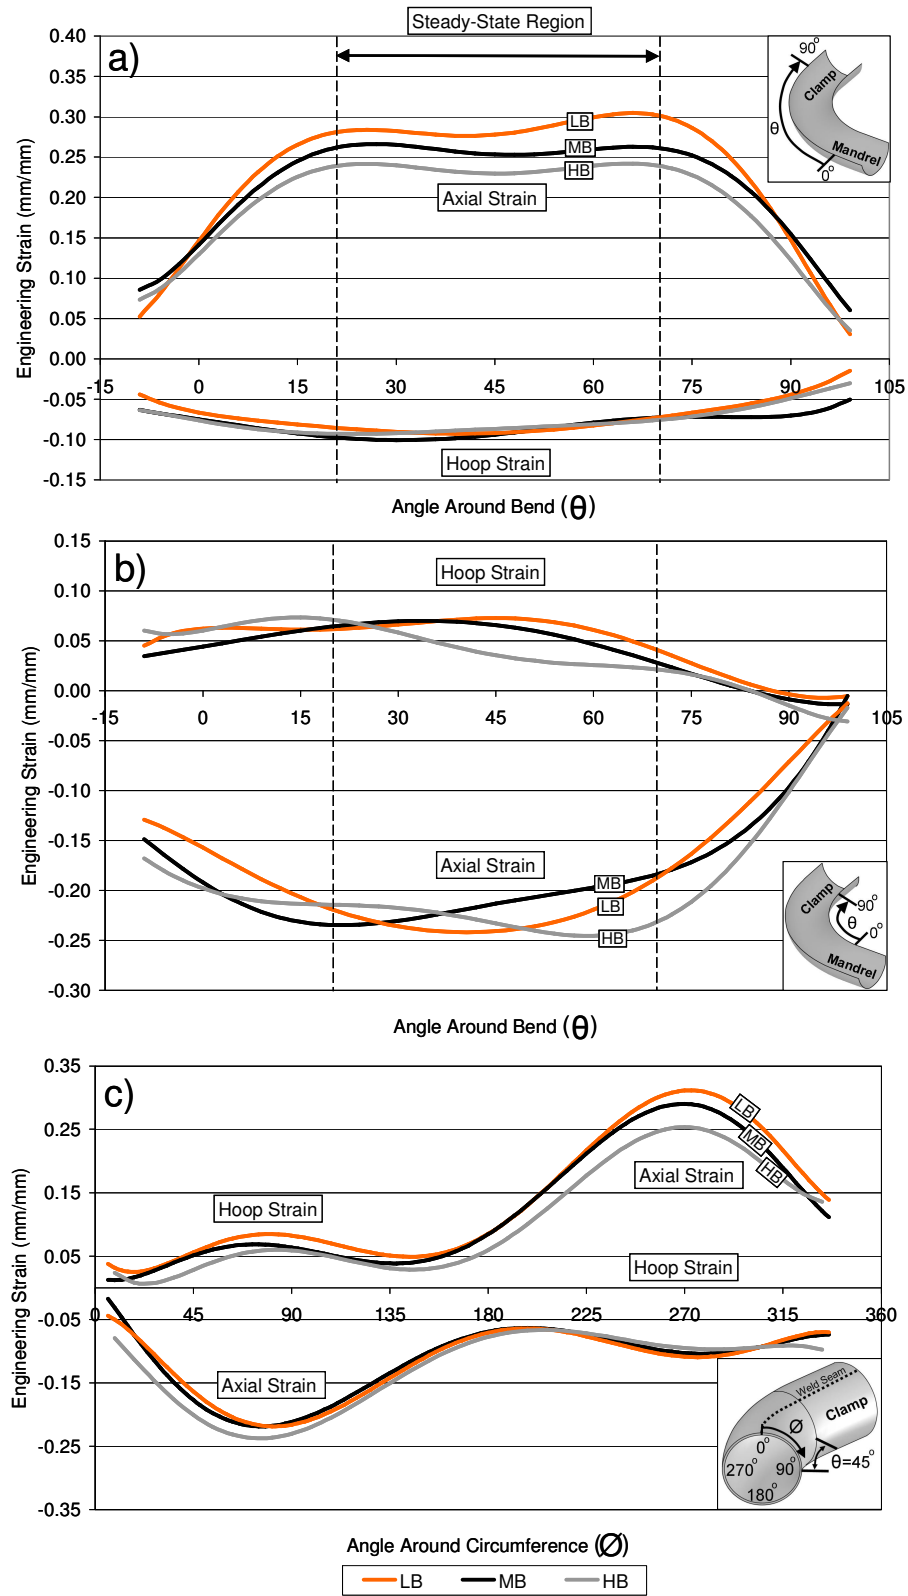 Steady-State Region
a)
0.40
0.35
0.30
0.25
0.20
0.15
0.10
0.05
0.00
-0.05
-0.10
-0.15
-15 0 15 30 45 60 75 90 105
Engineering Strain (mm/mm)
LB
MB
HB
Axial Strain
Hoop Strain
90°
Clamp
θ
Mandrel
0°
Angle Around Bend (θ)
b)
0.15
0.10
0.05
0.00
-0.05
-0.10
-0.15
-0.20
-0.25
-0.30
-15 0 15 30 45 60 75 90 105
Engineering Strain (mm/mm)
Hoop Strain
Axial Strain
MB
LB
HB
Clamp
90°
θ
0°
Mandrel
Angle Around Bend (θ)
c)
0.35
0.25
0.15
0.05
-0.05
-0.15
-0.25
-0.35
0 45 90 135 180 225 270 315 360
Engineering Strain (mm/mm)
LB
MB
HB
Axial Strain
Hoop Strain
Hoop Strain
Axial Strain
Weld Seam
Clamp
Ø
0°
270° 90°
180°
θ=45°
Angle Around Circumference (Ø)
LB MB HB